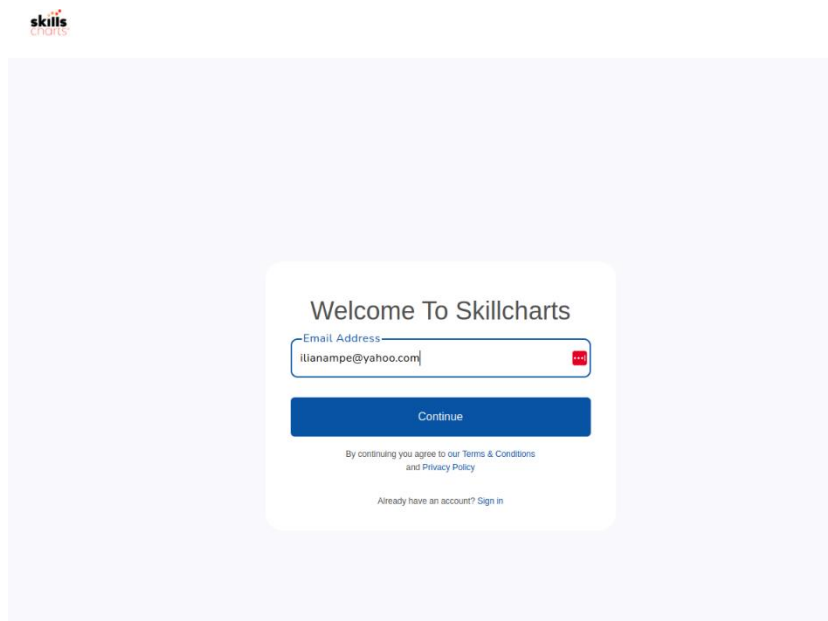 skills
charts
Welcome To Skillcharts
Email Address
ilianampe@yahoo.com
Continue
By continuing you agree to our Terms & Conditions
and Privacy Policy
Already have an account? Sign in